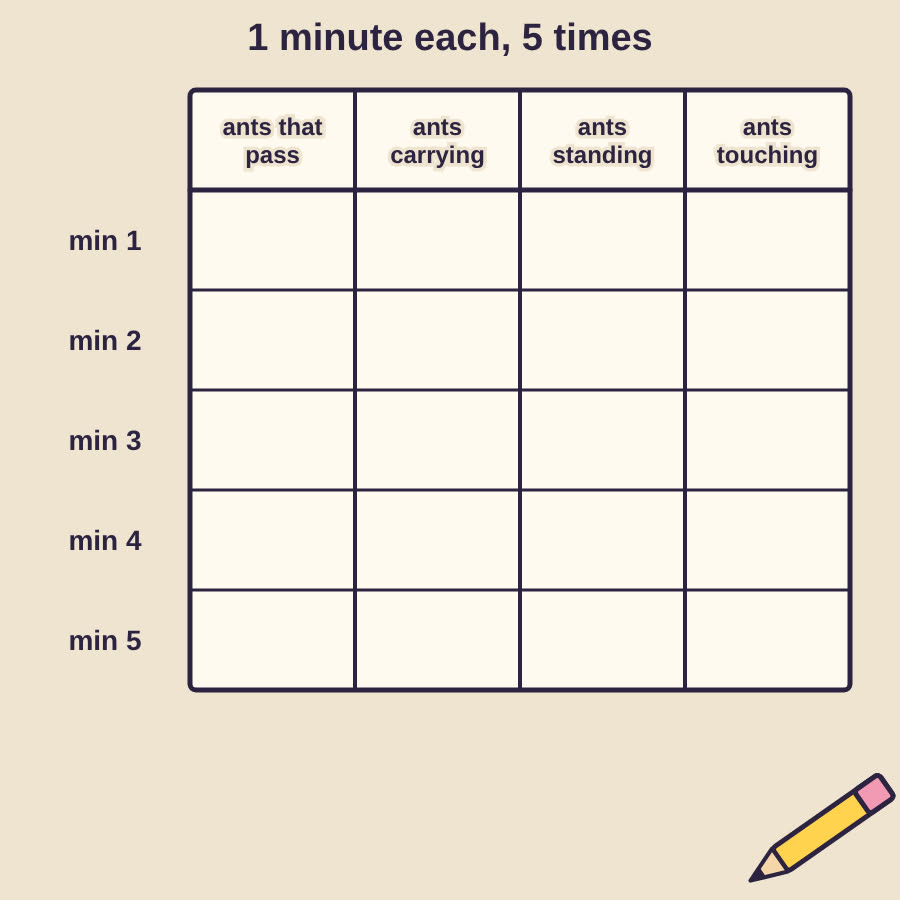 1 minute each, 5 times
ants that
pass
ants
carrying
ants
standing
ants
touching
min 1
min 2
min 3
min 4
min 5